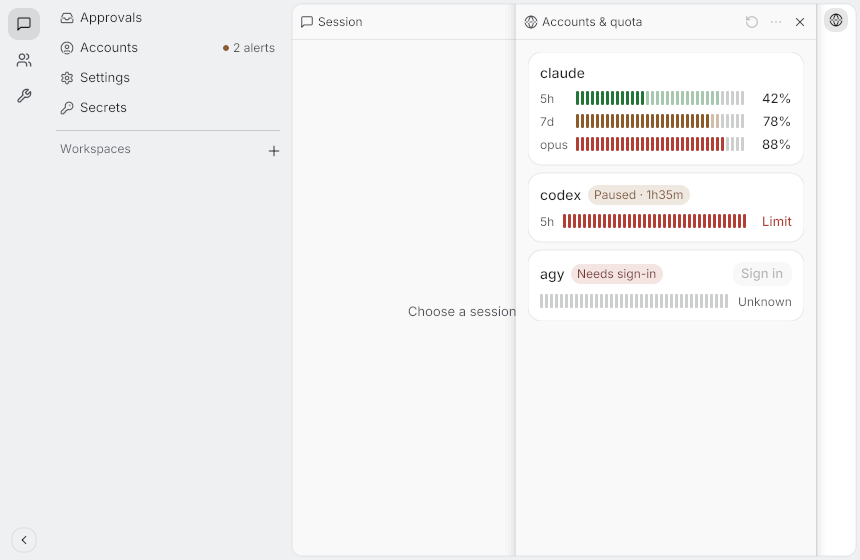 Approvals
Accounts
2 alerts
Settings
Secrets
Workspaces
Session
Choose a session
Accounts & quota
claude
5h 42%
7d 78%
opus 88%
codex Paused · 1h35m
5h Limit
agy Needs sign-in Sign in
Unknown